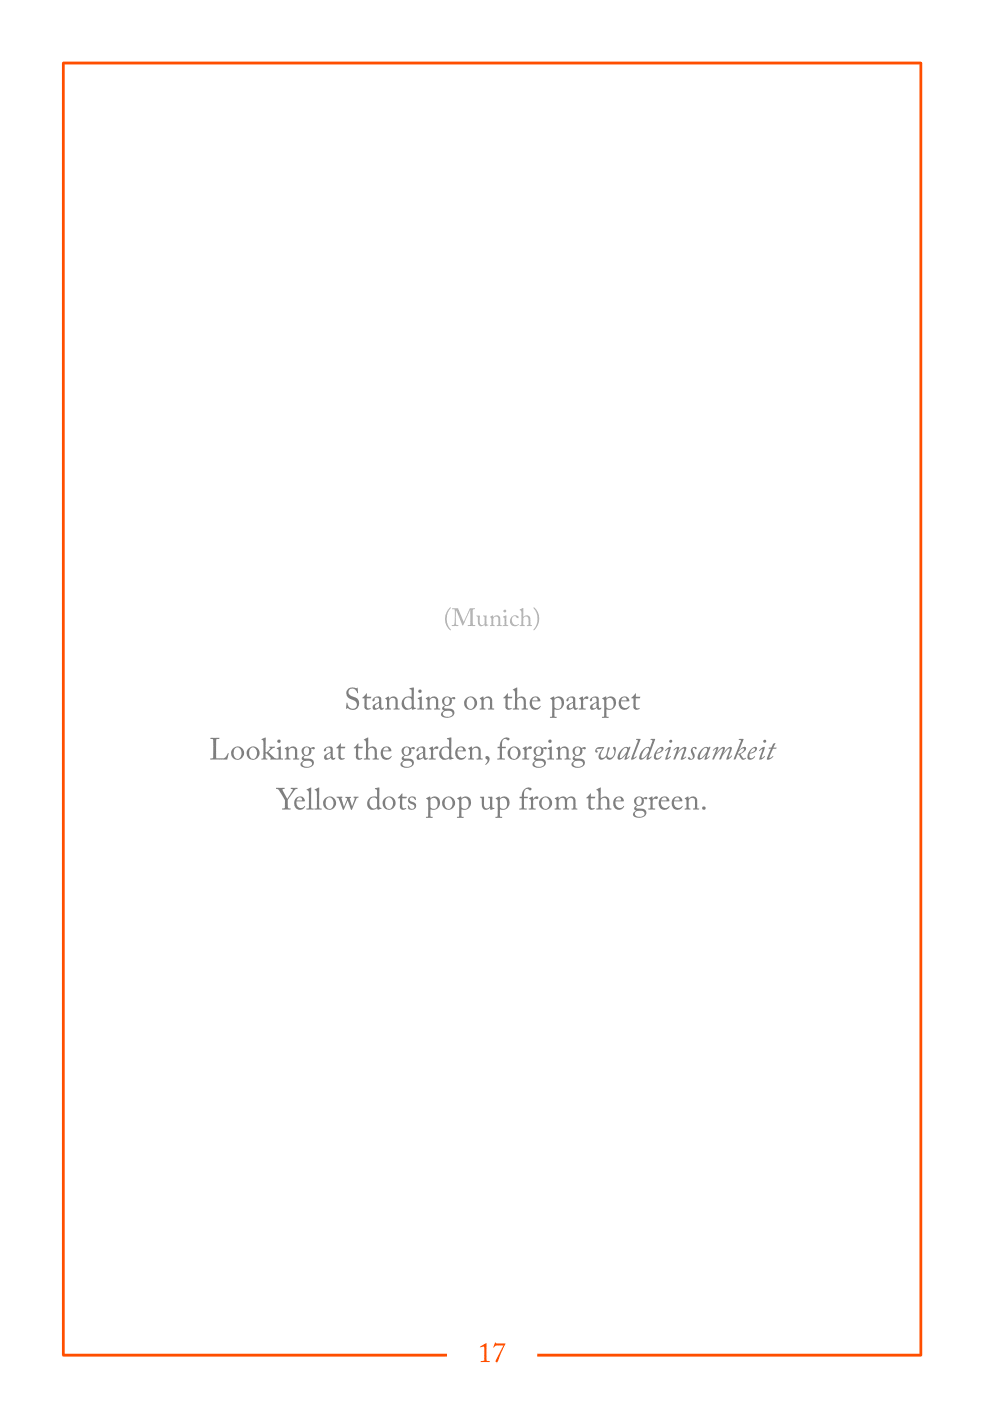 (Munich)
Standing on the parapet
Looking at the garden, forging waldeinsamkeit
Yellow dots pop up from the green.
17